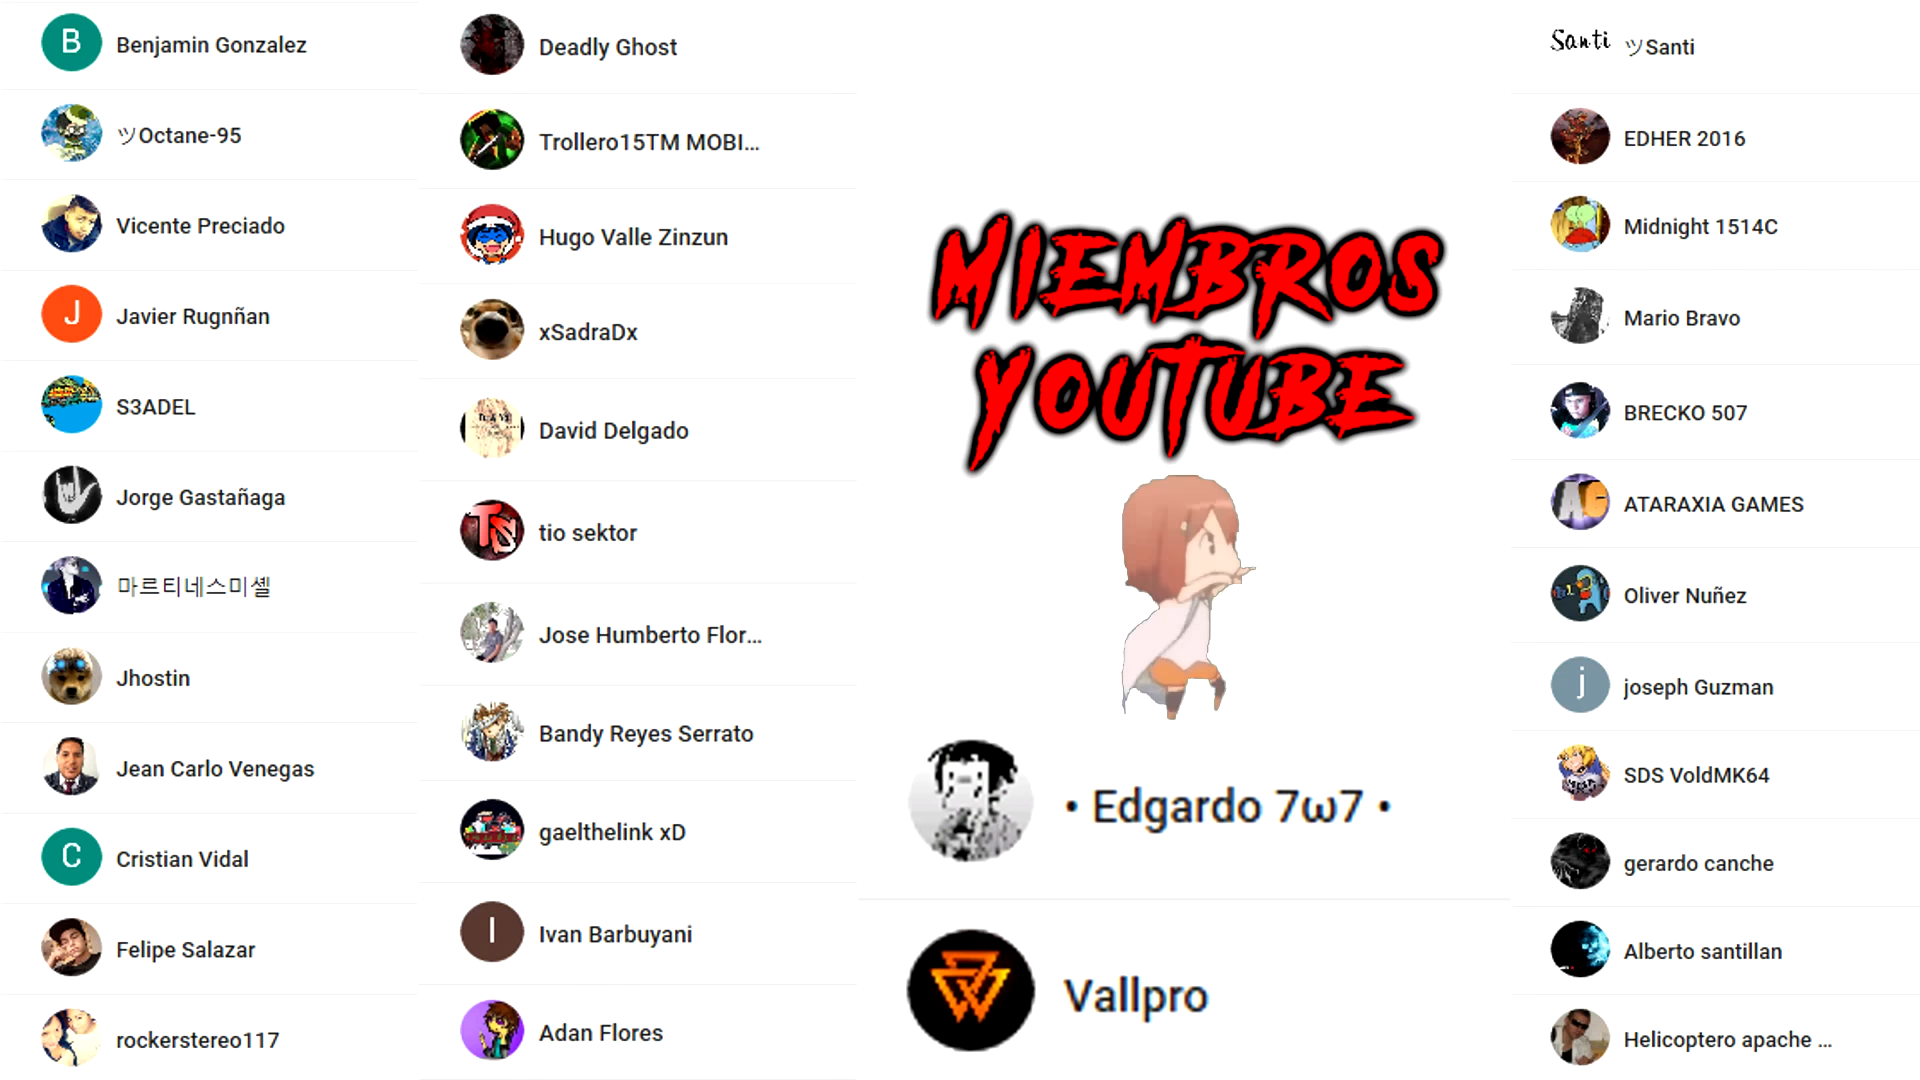 Benjamin Gonzalez
ツOctane-95
Vicente Preciado
Javier Rugnñan
S3ADEL
Jorge Gastañaga
마르티네스미셸
Jhostin
Jean Carlo Venegas
Cristian Vidal
Felipe Salazar
rockerstereo117
Deadly Ghost
Trollero15TM MOBI...
Hugo Valle Zinzun
xSadraDx
David Delgado
tio sektor
Jose Humberto Flor...
Bandy Reyes Serrato
gaelthelink xD
Ivan Barbuyani
Adan Flores
MIEMBROS
YOUTUBE
• Edgardo 7ω7 •
Vallpro
Santi ツSanti
EDHER 2016
Midnight 1514C
Mario Bravo
BRECKO 507
ATARAXIA GAMES
Oliver Nuñez
joseph Guzman
SDS VoldMK64
gerardo canche
Alberto santillan
Helicoptero apache ...